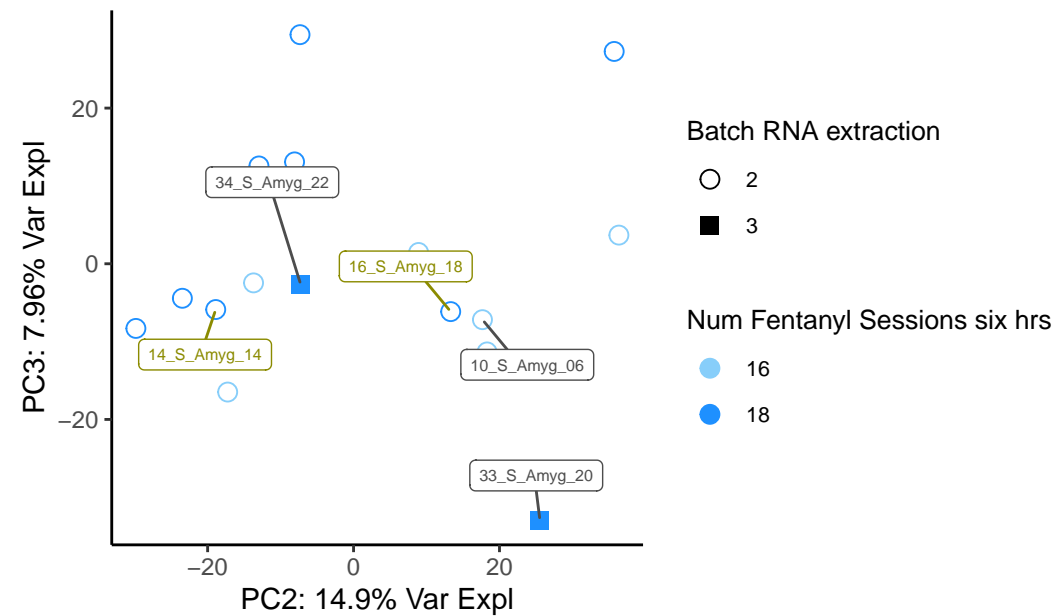 20
0
−20
PC3: 7.96% Var Expl
34_S_Amyg_22
16_S_Amyg_18
14_S_Amyg_14
10_S_Amyg_06
33_S_Amyg_20
−20
0
20
PC2: 14.9% Var Expl
Batch RNA extraction
2
3
Num Fentanyl Sessions six hrs
16
18